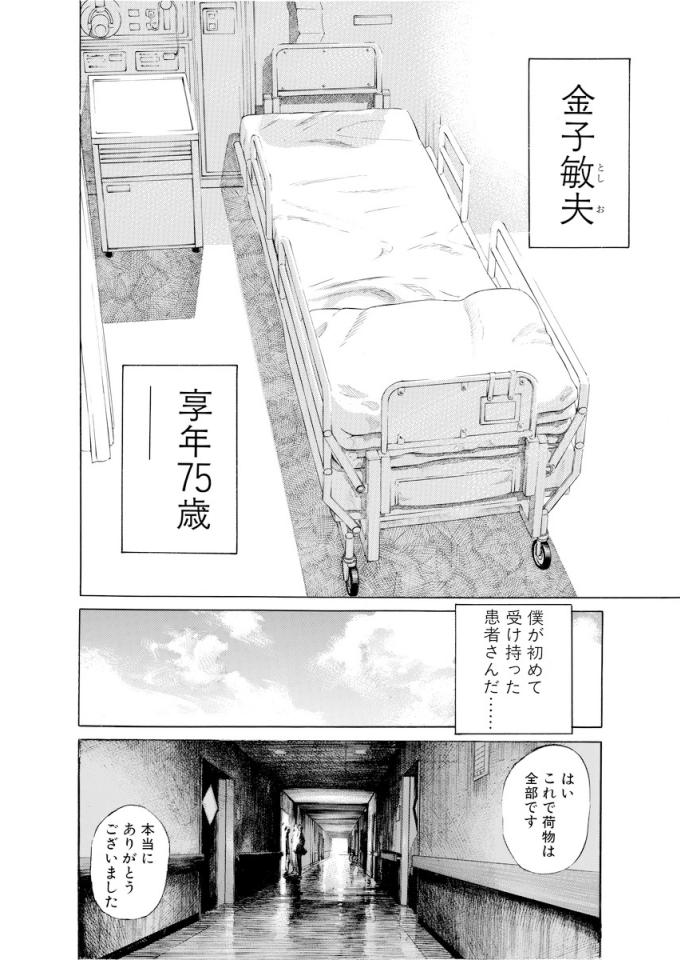 金子敏夫
としお
享年75歳
――
僕が初めて
受け持った
患者さんだ……
はい
これで荷物は
全部です
本当に
ありがとう
ございました